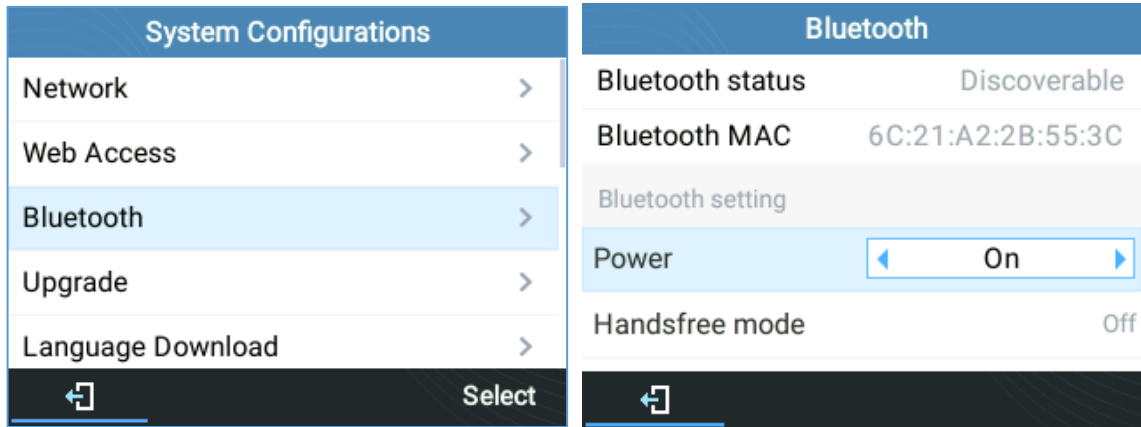 System Configurations
Network
Web Access
Bluetooth
Upgrade
Language Download
Select
Bluetooth
Bluetooth status Discoverable
Bluetooth MAC 6C:21:A2:2B:55:3C
Bluetooth setting
Power On
Handsfree mode Off